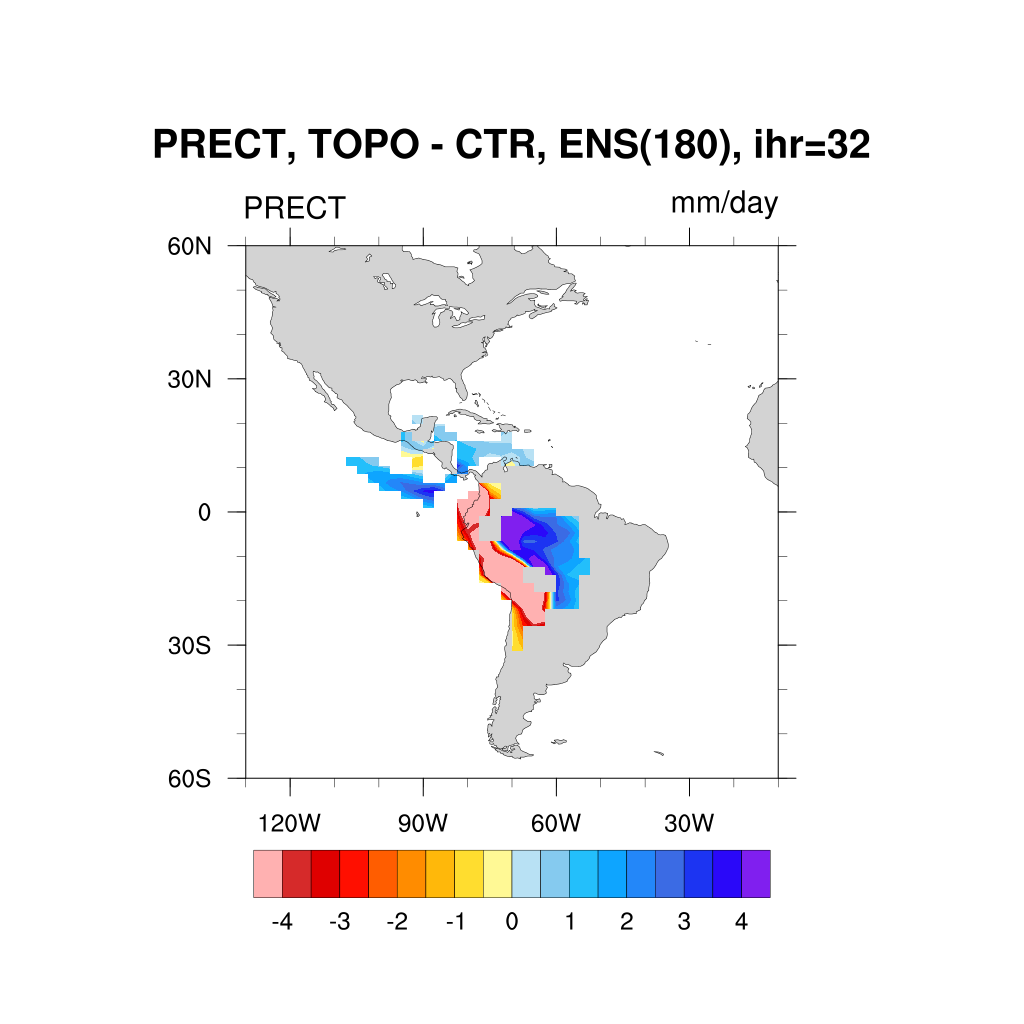 PRECT, TOPO - CTR, ENS(180), ihr=32
PRECT mm/day
60N
30N
0
30S
60S
120W 90W 60W 30W
-4 -3 -2 -1 0 1 2 3 4